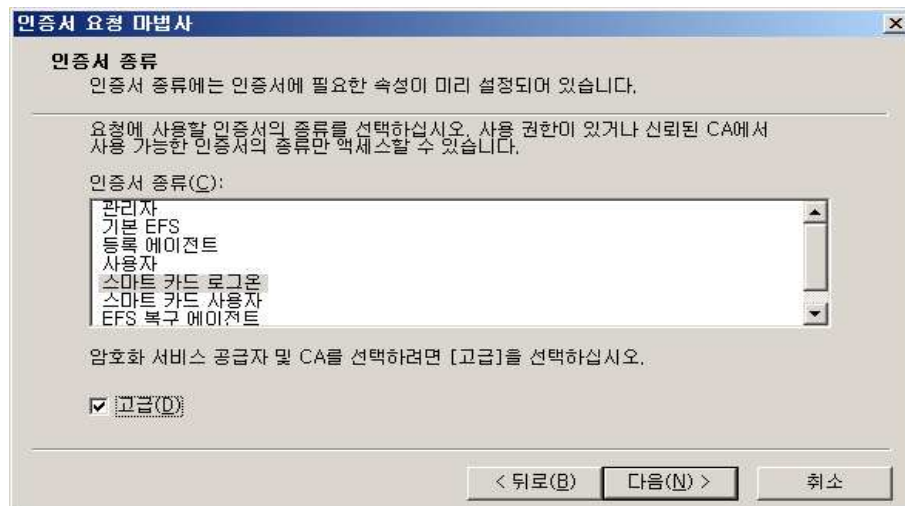 인증서 요청 마법사
인증서 종류
인증서 종류에는 인증서에 필요한 속성이 미리 설정되어 있습니다.
요청에 사용할 인증서의 종류를 선택하십시오. 사용 권한이 있거나 신뢰된 CA에서
사용 가능한 인증서의 종류만 액세스할 수 있습니다.
인증서 종류(C):
관리자
기본 EFS
등록 에이전트
사용자
스마트 카드 로그온
스마트 카드 사용자
EFS 복구 에이전트
암호화 서비스 공급자 및 CA를 선택하려면 [고급]을 선택하십시오.
고급(D)
< 뒤로(B) 다음(N) > 취소